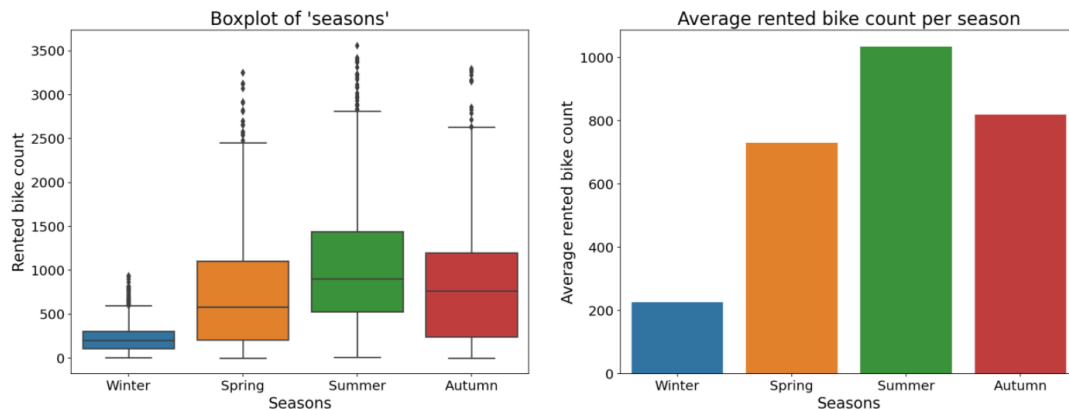 Boxplot of 'seasons'
Rented bike count
3500
3000
2500
2000
1500
1000
500
0
Winter Spring Summer Autumn
Seasons
Average rented bike count per season
Average rented bike count
1000
800
600
400
200
0
Winter Spring Summer Autumn
Seasons